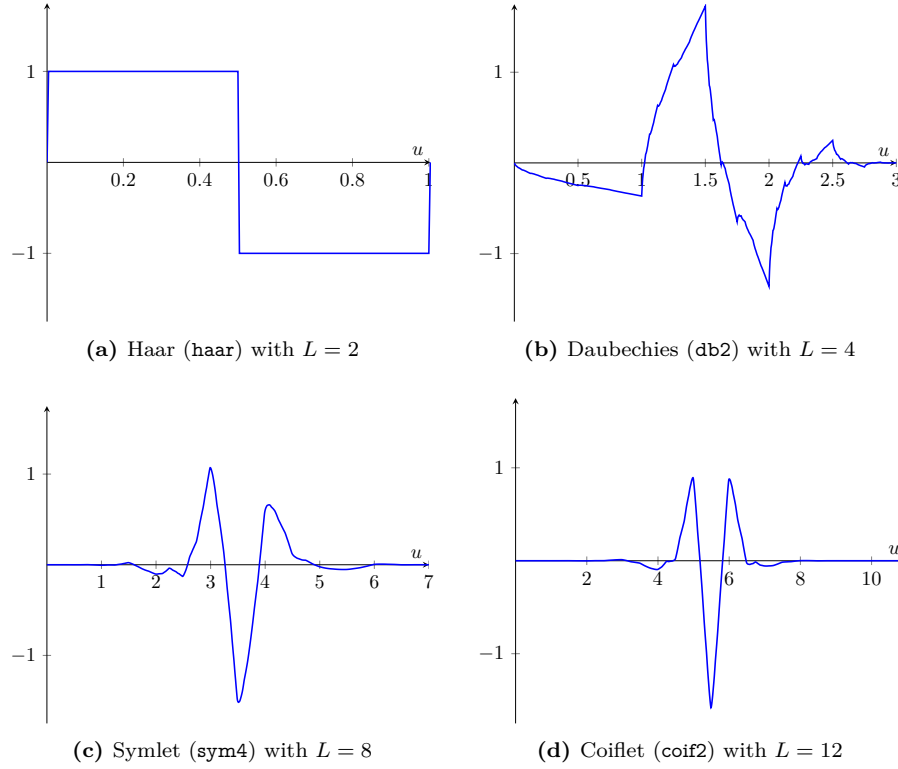 u
1
0.2 0.4 0.6 0.8 1
−1
(a) Haar (haar) with L = 2
u
1
0.5 1 1.5 2 2.5 3
−1
(b) Daubechies (db2) with L = 4
u
1
1 2 3 4 5 6 7
−1
(c) Symlet (sym4) with L = 8
u
1
2 4 6 8 10
−1
(d) Coiflet (coif2) with L = 12